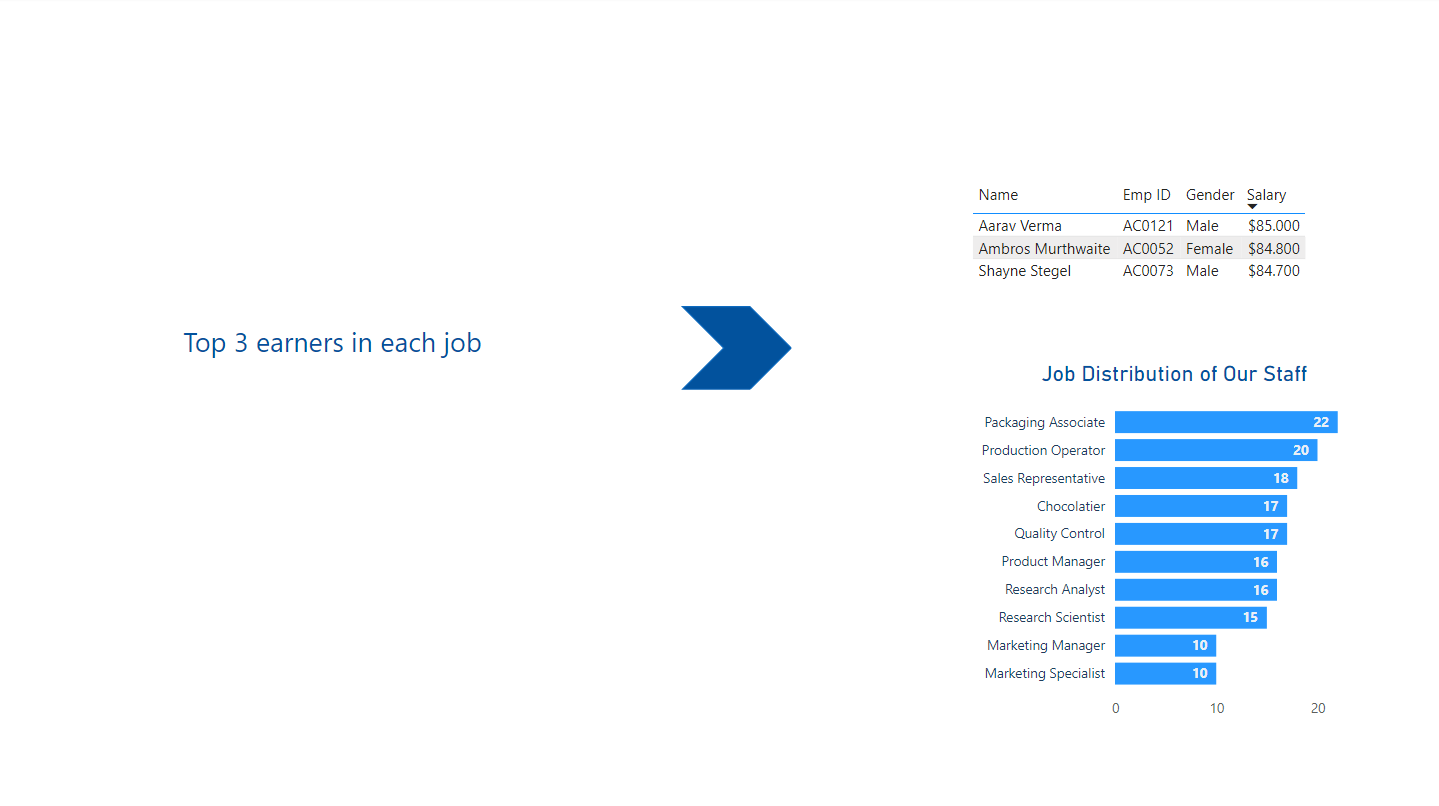 Top 3 earners in each job
Name Emp ID Gender Salary
Aarav Verma AC0121 Male $85.000
Ambros Murthwaite AC0052 Female $84.800
Shayne Stegel AC0073 Male $84.700
Job Distribution of Our Staff
Packaging Associate 22
Production Operator 20
Sales Representative 18
Chocolatier 17
Quality Control 17
Product Manager 16
Research Analyst 16
Research Scientist 15
Marketing Manager 10
Marketing Specialist 10
0 10 20